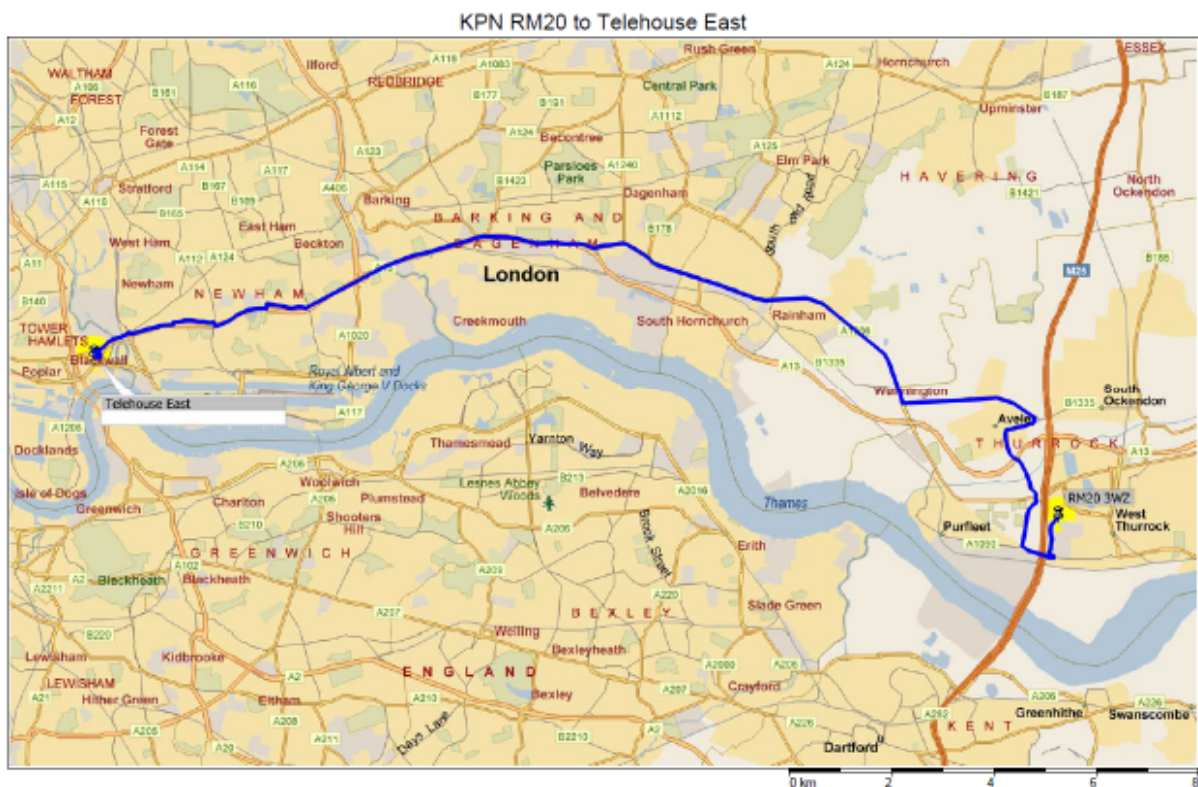 KPN RM20 to Telehouse East
A118
A1083
Rush Green
ESSEX
WALTHAM
FOREST
A106
B161
A116
Ilford
REDBRIDGE
B177
B191
Central Park
A124
Hornchurch
B187
Upminster
A12
Forest
Gate
A123
A124
Becontree
A1112
A125
A114
A117
Parsloes
Park
A1240
Elm Park
HAVERING
North
Ockendon
A115
Stratford
B167
B169
A406
Barking
B1423
Dagenham
B1421
A118
B165
BARKING AND
B178
West Ham
East Ham
Beckton
DAGENHAM
B186
A11
A112
A124
London
M25
Newham
NEWHAM
B140
TOWER
HAMLETS
A1020
Creekmouth
South Hornchurch
Rainham
Blackwall
Poplar
Royal Albert and
King George V Docks
A13
B1335
Telehouse East
A117
Wennington
South
Ockendon
A1206
Aveley
B1335
Docklands
Thamesmead
Yarnton
Way
THURROCK
A13
A206
Woolwich
Lesnes Abbey
Woods
B213
Isle of Dogs
Charlton
A205
Plumstead
Belvedere
A2016
Thames
RM20 3WZ
Greenwich
B210
Shooters
Hill
A206
Brook Street
Purfleet
West
Thurrock
GREENWICH
Erith
A1090
A2
Blackheath
A102
Blackheath
A209
A220
A2211
A207
BEXLEY
Slade Green
B220
Welling
Bexleyheath
Lewisham
Kidbrooke
A2
ENGLAND
A2000
A206
LEWISHAM
A207
Crayford
A206
A21
Hither Green
Eltham
A210
Bexley
A282
Greenhithe
A226
Swanscombe
A205
A208
A20
A211
Days Lane
B2210
A2
A226
Dartford
KENT
0 km
2
4
6
8